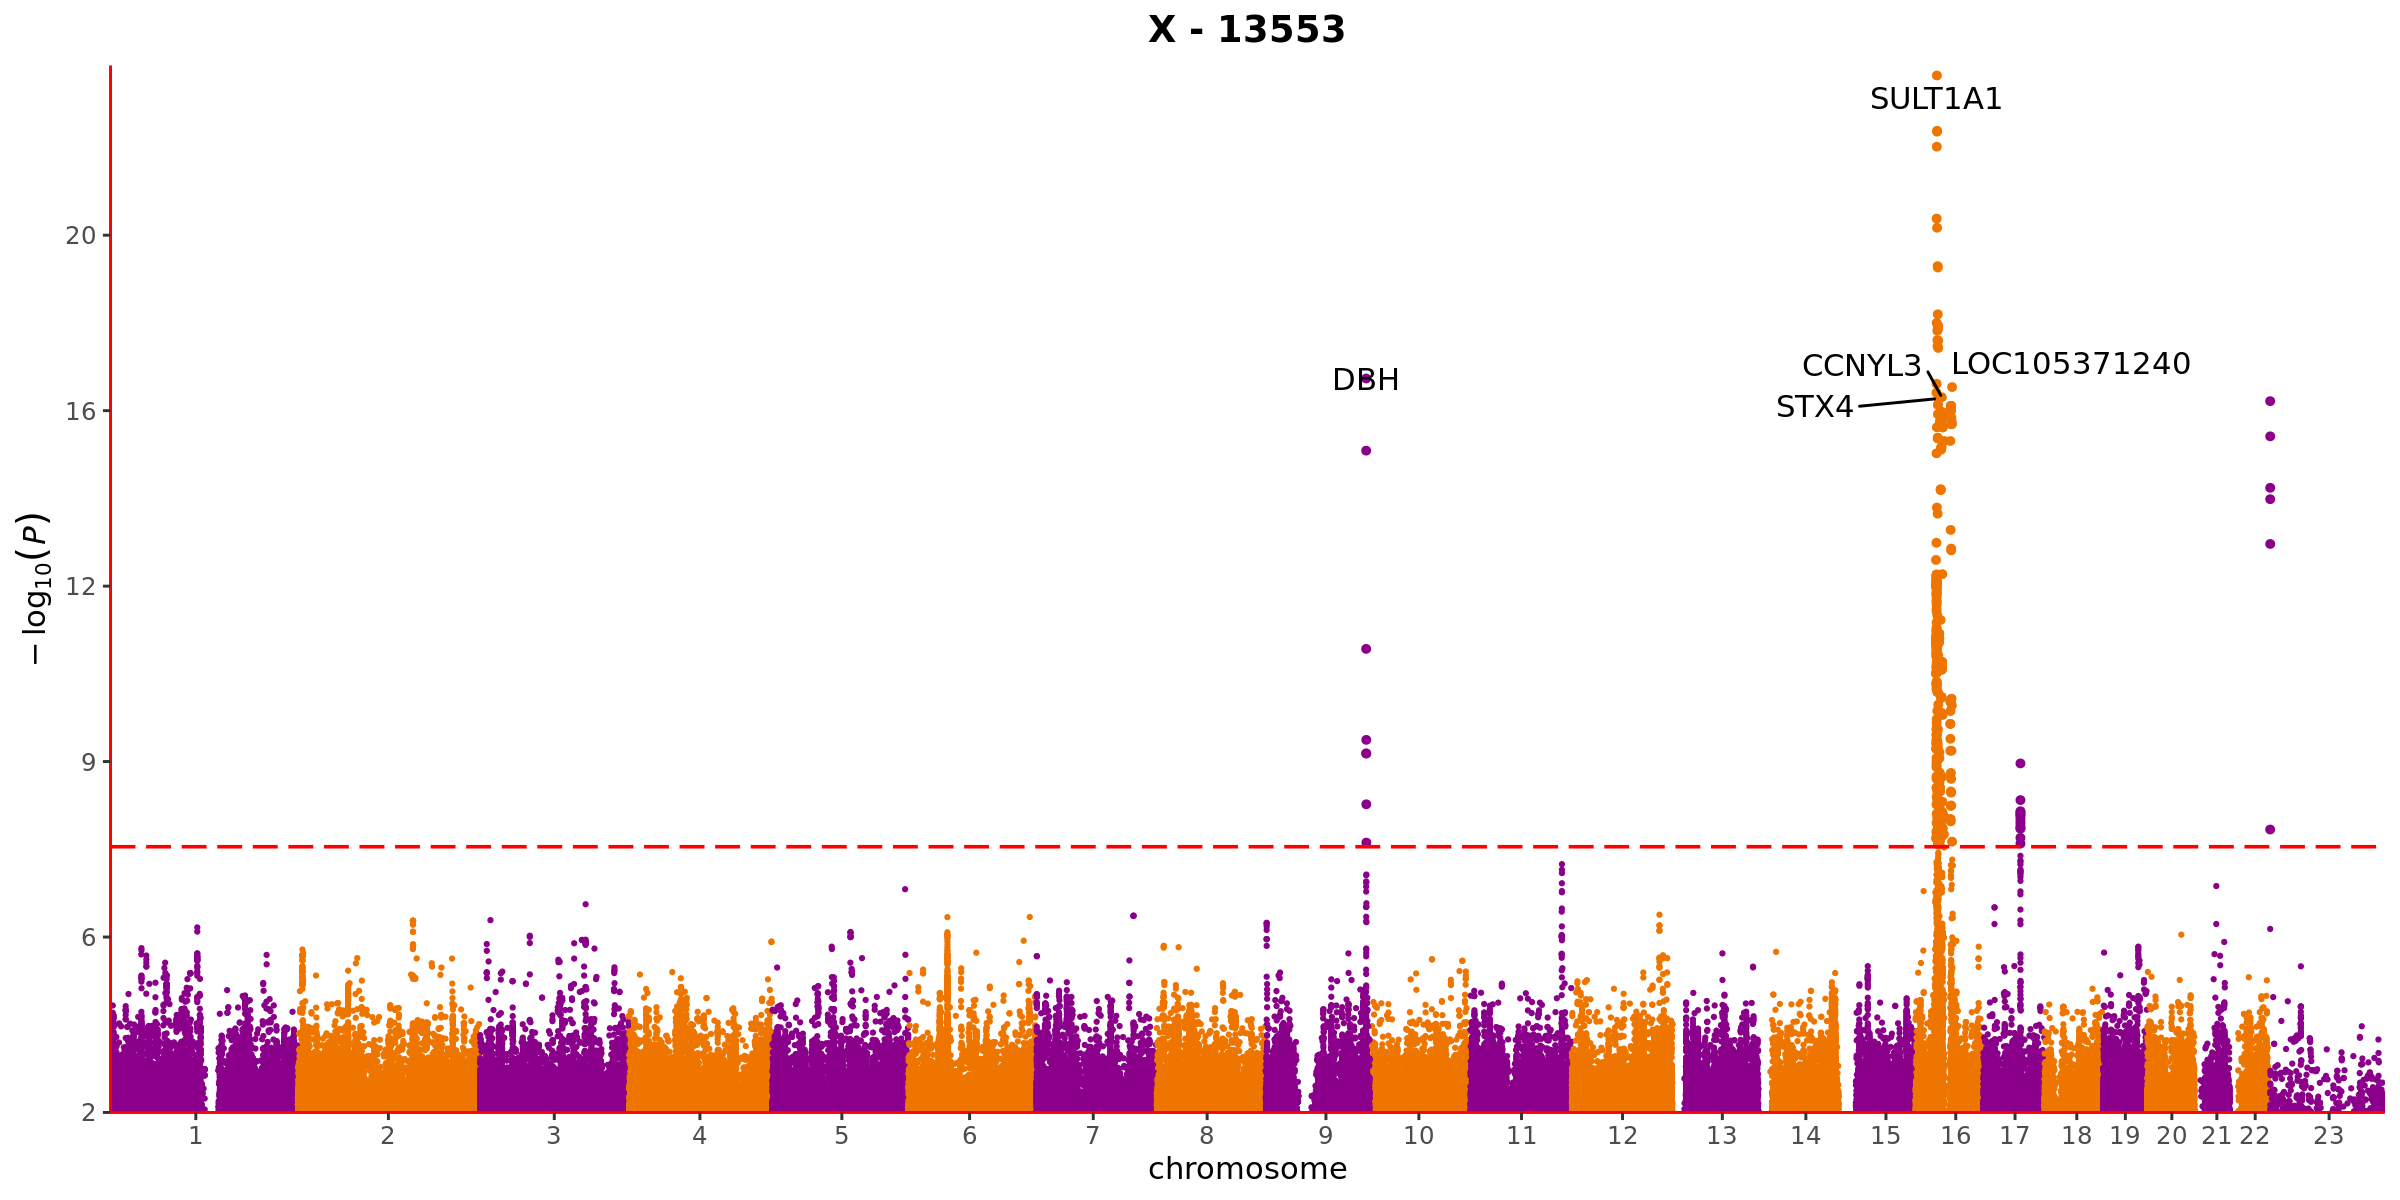 X - 13553
SULT1A1
CCNYL3 LOC105371240
DBH
STX4
20
16
12
9
6
2
− log10(P)
1 2 3 4 5 6 7 8 9 10 11 12 13 14 15 16 17 18 19 20 21 22 23
chromosome